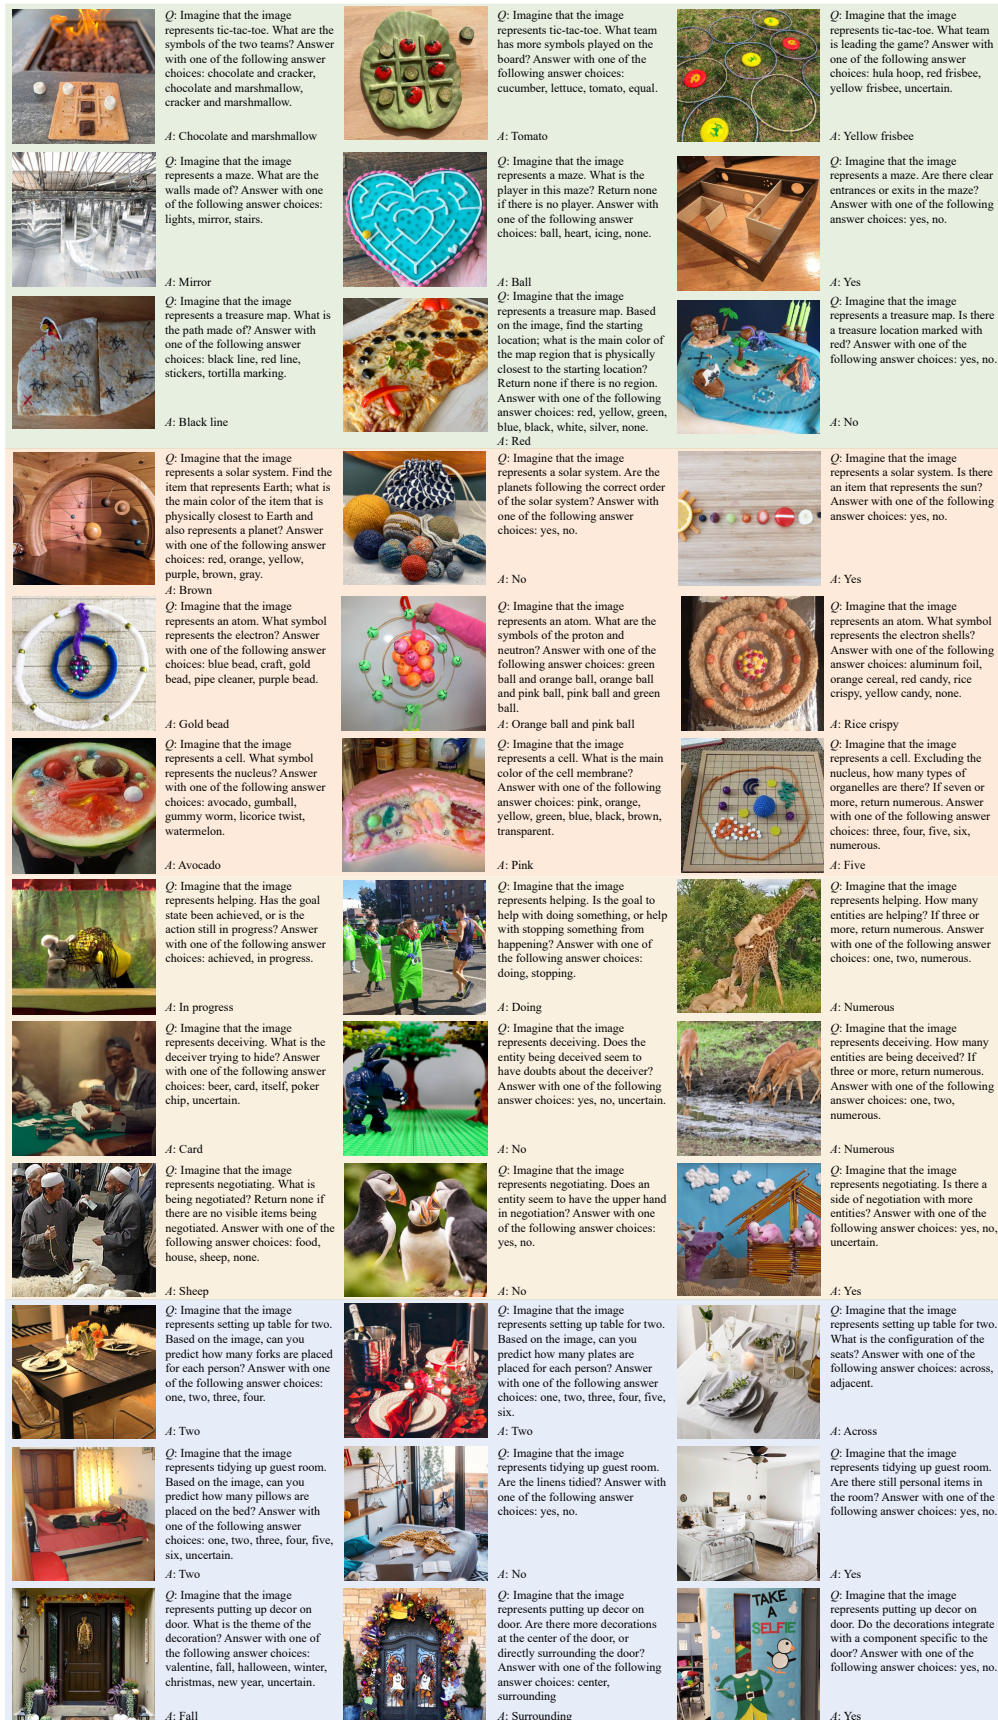 Q: Imagine that the image
represents tic-tac-toe. What are the
symbols of the two teams? Answer
with one of the following answer
choices: chocolate and cracker,
chocolate and marshmallow,
cracker and marshmallow.
A: Chocolate and marshmallow
Q: Imagine that the image
represents tic-tac-toe. What team
has more symbols played on the
board? Answer with one of the
following answer choices:
cucumber, lettuce, tomato, equal.
A: Tomato
Q: Imagine that the image
represents tic-tac-toe. What team
is leading the game? Answer with
one of the following answer
choices: hula hoop, red frisbee,
yellow frisbee, uncertain.
A: Yellow frisbee
Q: Imagine that the image
represents a maze. What are the
walls made of? Answer with one
of the following answer choices:
lights, mirror, stairs.
A: Mirror
Q: Imagine that the image
represents a maze. What is the
player in this maze? Return none
if there is no player. Answer with
one of the following answer
choices: ball, heart, icing, none.
A: Ball
Q: Imagine that the image
represents a maze. Are there clear
entrances or exits in the maze?
Answer with one of the following
answer choices: yes, no.
A: Yes
Q: Imagine that the image
represents a treasure map. What is
the path made of? Answer with
one of the following answer
choices: black line, red line,
stickers, tortilla marking.
A: Black line
Q: Imagine that the image
represents a treasure map. Based
on the image, find the starting
location; what is the main color of
the map region that is physically
closest to the starting location?
Return none if there is no region.
Answer with one of the following
answer choices: red, yellow, green,
blue, black, white, silver, none.
A: Red
Q: Imagine that the image
represents a treasure map. Is there
a treasure location marked with
red? Answer with one of the
following answer choices: yes, no.
A: No
Q: Imagine that the image
represents a solar system. Find the
item that represents Earth; what is
the main color of the item that is
physically closest to Earth and
also represents a planet? Answer
with one of the following answer
choices: red, orange, yellow,
purple, brown, gray.
A: Brown
Q: Imagine that the image
represents a solar system. Are the
planets following the correct order
of the solar system? Answer with
one of the following answer
choices: yes, no.
A: No
Q: Imagine that the image
represents a solar system. Is there
an item that represents the sun?
Answer with one of the following
answer choices: yes, no.
A: Yes
Q: Imagine that the image
represents an atom. What symbol
represents the electron? Answer
with one of the following answer
choices: blue bead, craft, gold
bead, pipe cleaner, purple bead.
A: Gold bead
Q: Imagine that the image
represents an atom. What are the
symbols of the proton and
neutron? Answer with one of the
following answer choices: green
ball and orange ball, orange ball
and pink ball, pink ball and green
ball.
A: Orange ball and pink ball
Q: Imagine that the image
represents an atom. What symbol
represents the electron shells?
Answer with one of the following
answer choices: aluminum foil,
orange cereal, red candy, rice
crispy, yellow candy, none.
A: Rice crispy
Q: Imagine that the image
represents a cell. What symbol
represents the nucleus? Answer
with one of the following answer
choices: avocado, gumball,
gummy worm, licorice twist,
watermelon.
A: Avocado
Q: Imagine that the image
represents a cell. What is the main
color of the cell membrane?
Answer with one of the following
answer choices: pink, orange,
yellow, green, blue, black, brown,
transparent.
A: Pink
Q: Imagine that the image
represents a cell. Excluding the
nucleus, how many types of
organelles are there? If seven or
more, return numerous. Answer
with one of the following answer
choices: three, four, five, six,
numerous.
A: Five
Q: Imagine that the image
represents helping. Has the goal
state been achieved, or is the
action still in progress? Answer
with one of the following answer
choices: achieved, in progress.
A: In progress
Q: Imagine that the image
represents helping. Is the goal to
help with doing something, or help
with stopping something from
happening? Answer with one of
the following answer choices:
doing, stopping.
A: Doing
Q: Imagine that the image
represents helping. How many
entities are helping? If three or
more, return numerous. Answer
with one of the following answer
choices: one, two, numerous.
A: Numerous
Q: Imagine that the image
represents deceiving. What is the
deceiver trying to hide? Answer
with one of the following answer
choices: beer, card, itself, poker
chip, uncertain.
A: Card
Q: Imagine that the image
represents deceiving. Does the
entity being deceived seem to
have doubts about the deceiver?
Answer with one of the following
answer choices: yes, no, uncertain.
A: No
Q: Imagine that the image
represents deceiving. How many
entities are being deceived? If
three or more, return numerous.
Answer with one of the following
answer choices: one, two,
numerous.
A: Numerous
Q: Imagine that the image
represents negotiating. What is
being negotiated? Return none if
there are no visible items being
negotiated. Answer with one of the
following answer choices: food,
house, sheep, none.
A: Sheep
Q: Imagine that the image
represents negotiating. Does an
entity seem to have the upper hand
in negotiation? Answer with one
of the following answer choices:
yes, no.
A: No
Q: Imagine that the image
represents negotiating. Is there a
side of negotiation with more
entities? Answer with one of the
following answer choices: yes, no,
uncertain.
A: Yes
Q: Imagine that the image
represents setting up table for two.
Based on the image, can you
predict how many forks are placed
for each person? Answer with one
of the following answer choices:
one, two, three, four.
A: Two
Q: Imagine that the image
represents setting up table for two.
Based on the image, can you
predict how many plates are
placed for each person? Answer
with one of the following answer
choices: one, two, three, four, five,
six.
A: Two
Q: Imagine that the image
represents setting up table for two.
What is the configuration of the
seats? Answer with one of the
following answer choices: across,
adjacent.
A: Across
Q: Imagine that the image
represents tidying up guest room.
Based on the image, can you
predict how many pillows are
placed on the bed? Answer with
one of the following answer
choices: one, two, three, four, five,
six, uncertain.
A: Two
Q: Imagine that the image
represents tidying up guest room.
Are the linens tidied? Answer with
one of the following answer
choices: yes, no.
A: No
Q: Imagine that the image
represents tidying up guest room.
Are there still personal items in
the room? Answer with one of the
following answer choices: yes, no.
A: Yes
Q: Imagine that the image
represents putting up decor on
door. What is the theme of the
decoration? Answer with one of
the following answer choices:
valentine, fall, halloween, winter,
christmas, new year, uncertain.
A: Fall
Q: Imagine that the image
represents putting up decor on
door. Are there more decorations
at the center of the door, or
directly surrounding the door?
Answer with one of the following
answer choices: center,
surrounding
A: Surrounding
TAKE
A
SELFIE
Q: Imagine that the image
represents putting up decor on
door. Do the decorations integrate
with a component specific to the
door? Answer with one of the
following answer choices: yes, no.
A: Yes